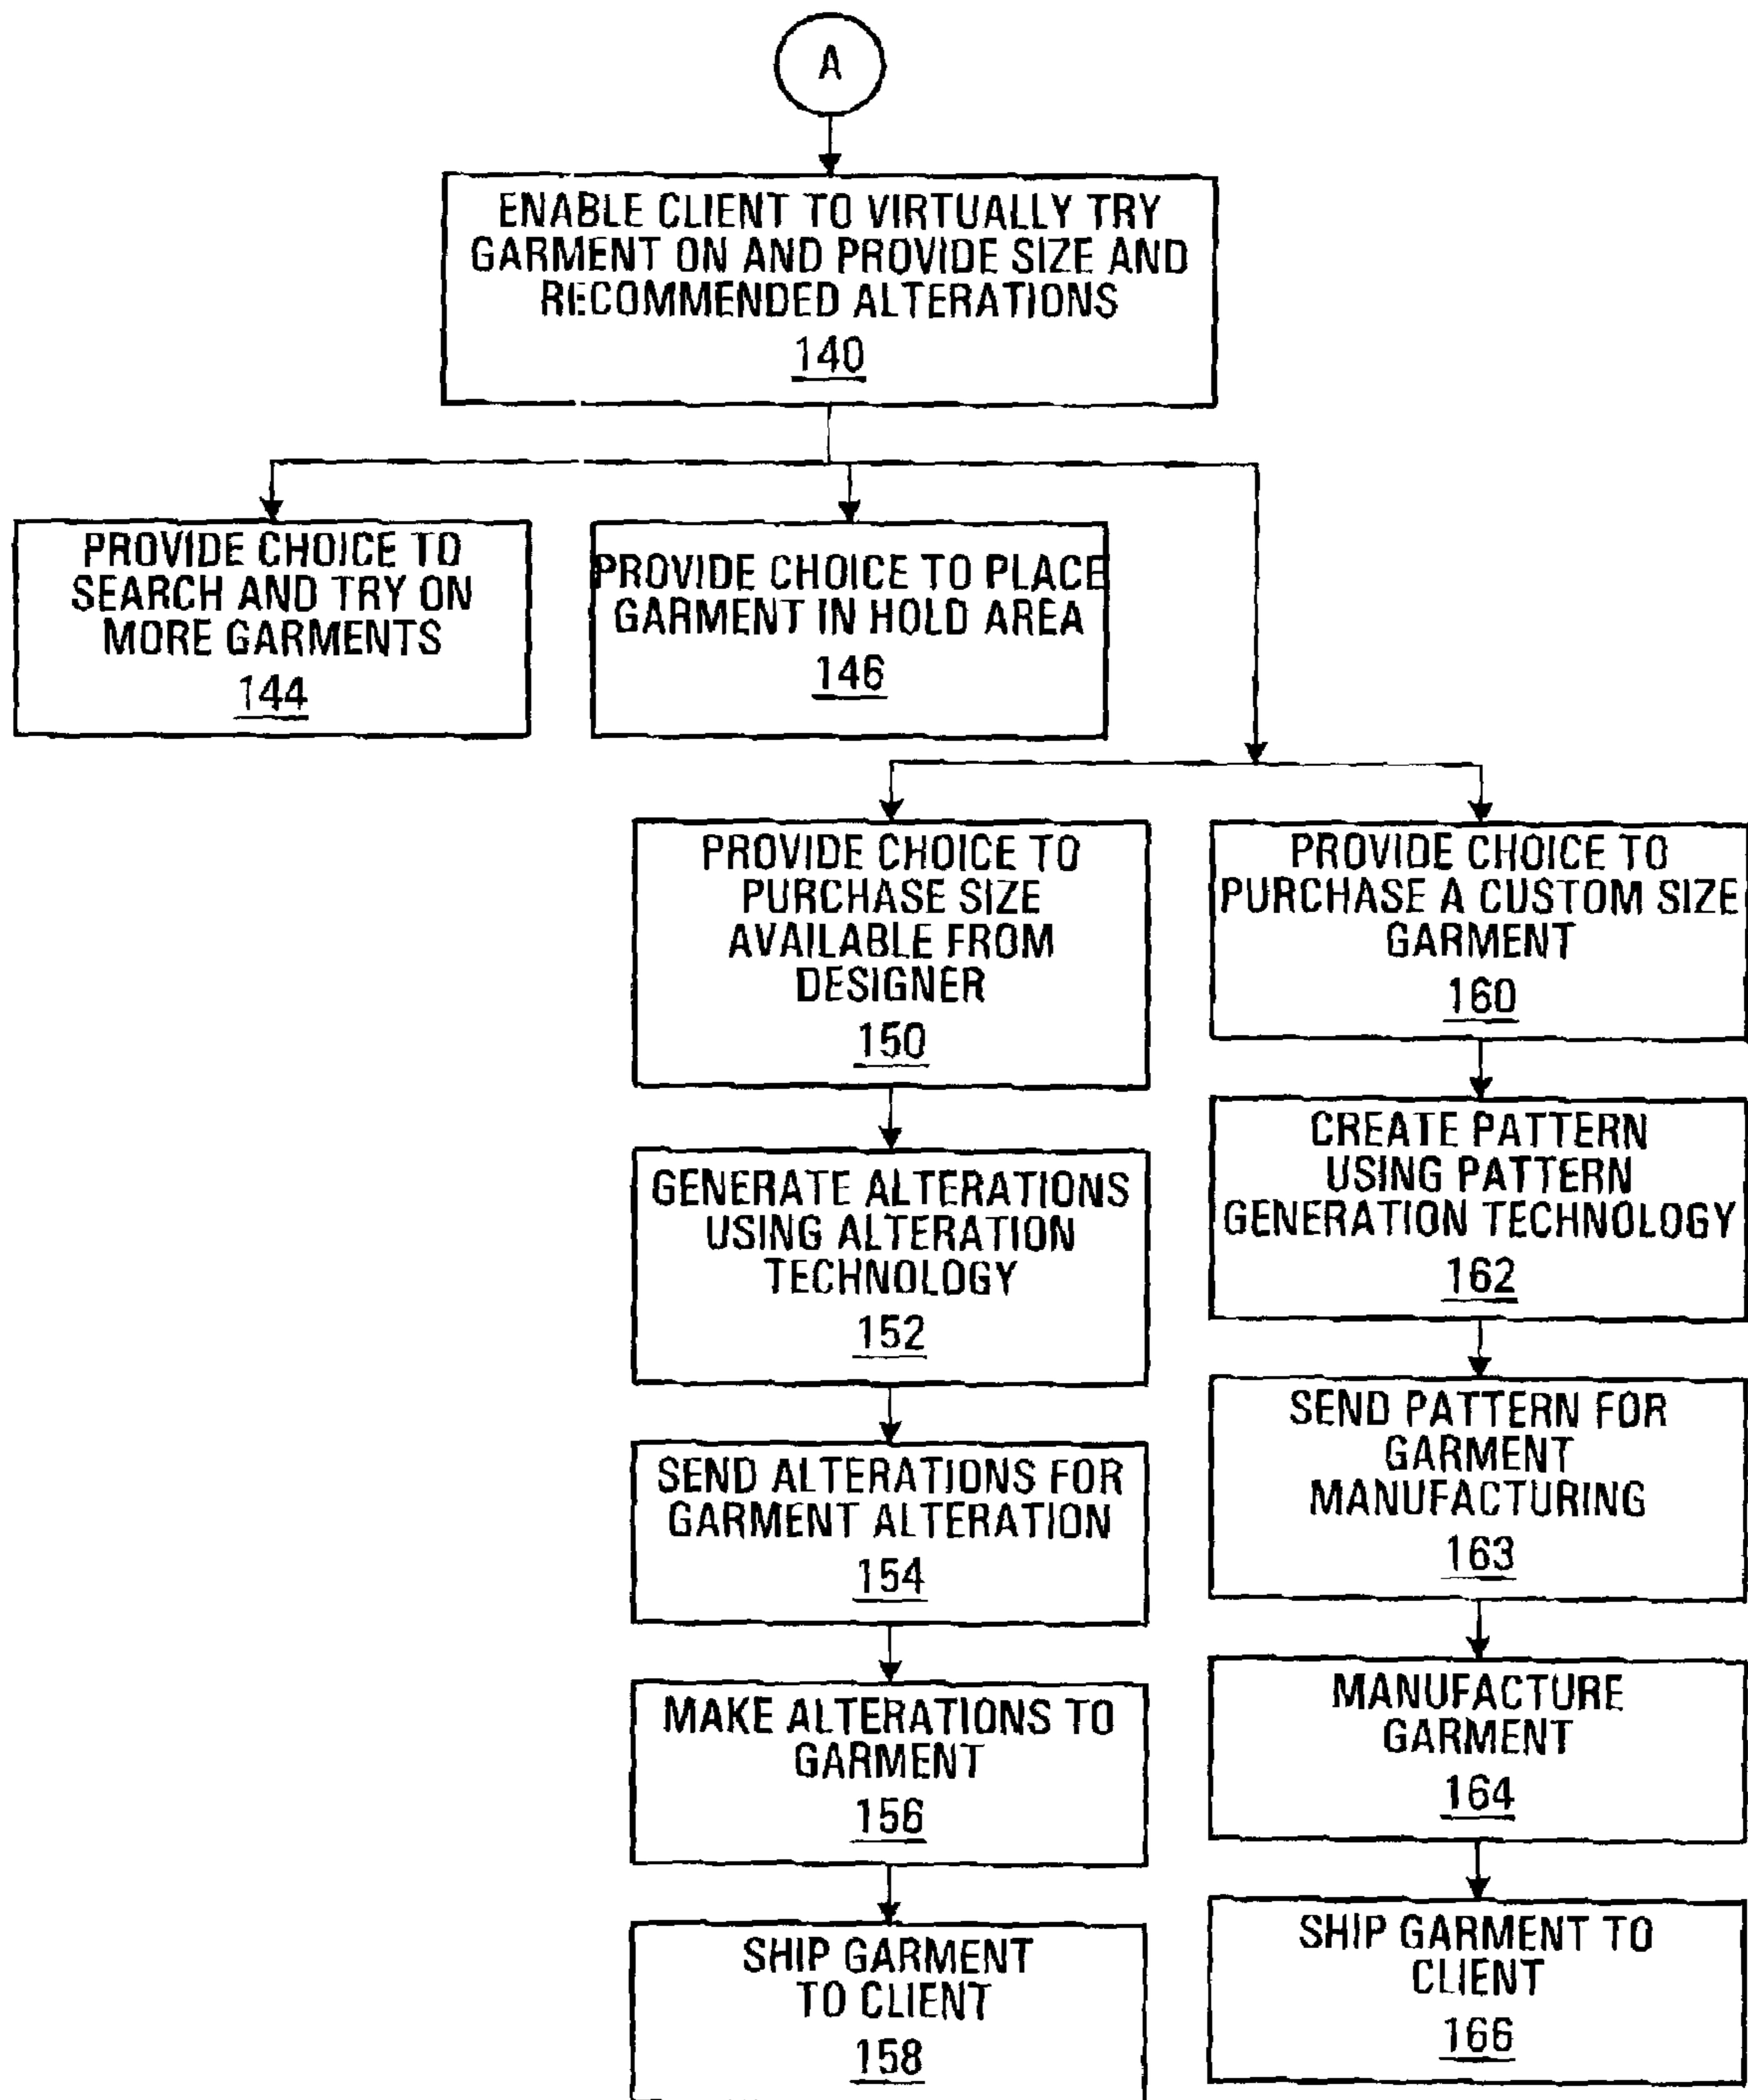 A
ENABLE CLIENT TO VIRTUALLY TRY
GARMENT ON AND PROVIDE SIZE AND
RECOMMENDED ALTERATIONS
140
PROVIDE CHOICE TO
SEARCH AND TRY ON
MORE GARMENTS
144
PROVIDE CHOICE TO PLACE
GARMENT IN HOLD AREA
146
PROVIDE CHOICE TO
PURCHASE SIZE
AVAILABLE FROM
DESIGNER
150
GENERATE ALTERATIONS
USING ALTERATION
TECHNOLOGY
152
SEND ALTERATIONS FOR
GARMENT ALTERATION
154
MAKE ALTERATIONS TO
GARMENT
156
SHIP GARMENT
TO CLIENT
158
PROVIDE CHOICE TO
PURCHASE A CUSTOM SIZE
GARMENT
160
CREATE PATTERN
USING PATTERN
GENERATION TECHNOLOGY
162
SEND PATTERN FOR
GARMENT
MANUFACTURING
163
MANUFACTURE
GARMENT
164
SHIP GARMENT TO
CLIENT
166